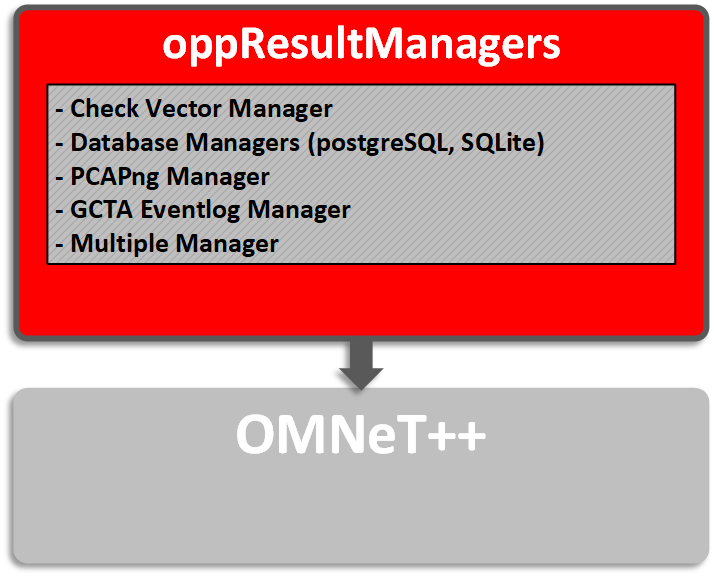 oppResultManagers
- Check Vector Manager
- Database Managers (postgreSQL, SQLite)
- PCAPng Manager
- GCTA Eventlog Manager
- Multiple Manager
OMNeT++